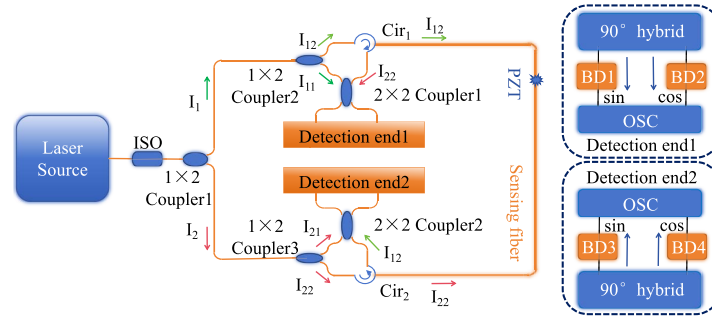 Laser
Source
ISO
1×2
Coupler1
I₁
I₂
1×2
Coupler2
I₁₂
I₁₁
Cir₁
I₁₂
I₂₂
2×2 Coupler1
Detection end1
Detection end2
1×2
Coupler3
I₂₁
2×2 Coupler2
I₁₂
I₂₂
Cir₂
I₂₂
PZT
Sensing fiber
90° hybrid
BD1
BD2
sin
cos
OSC
Detection end1
Detection end2
OSC
sin
cos
BD3
BD4
90° hybrid